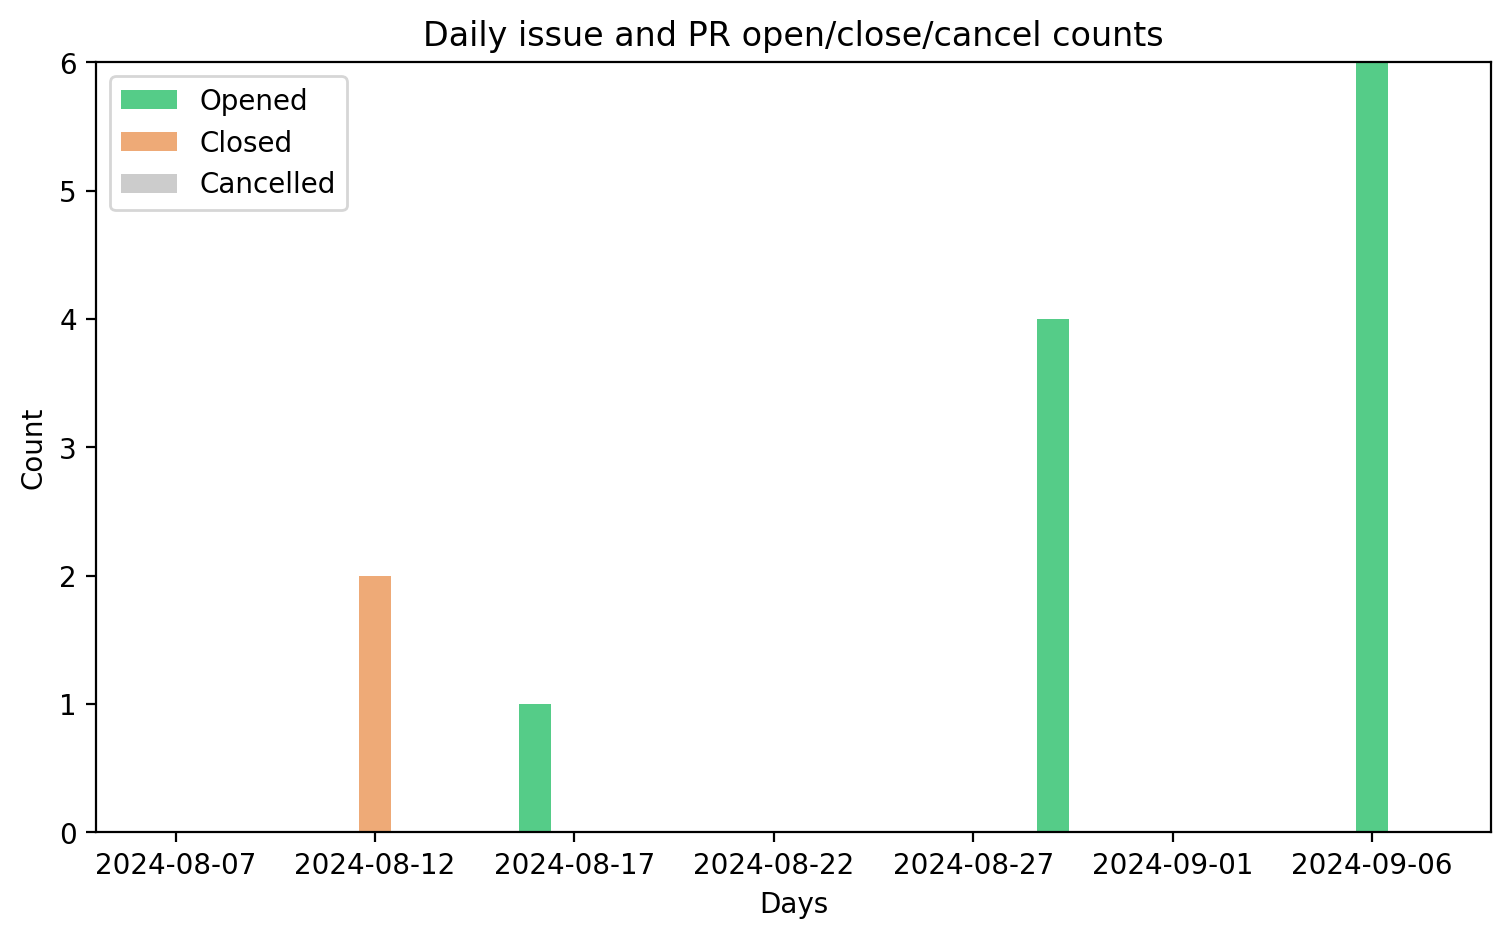 Daily issue and PR open/close/cancel counts
Opened
Closed
Cancelled
6
5
4
3
2
1
0
Count
2024-08-07 2024-08-12 2024-08-17 2024-08-22 2024-08-27 2024-09-01 2024-09-06
Days